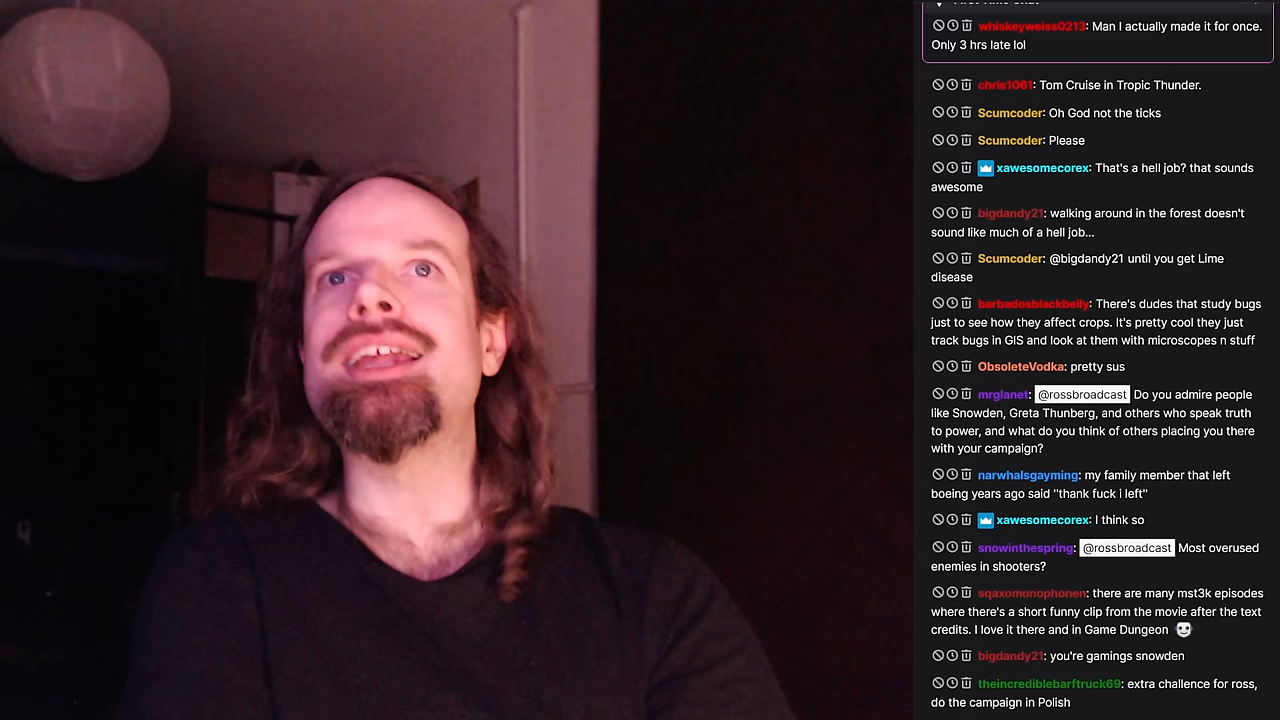 whiskeyweiss0213: Man I actually made it for once.
Only 3 hrs late lol
chris1061: Tom Cruise in Tropic Thunder.
Scumcoder: Oh God not the ticks
Scumcoder: Please
xawesomecorex: That's a hell job? that sounds
awesome
bigdandy21: walking around in the forest doesn't
sound like much of a hell job...
Scumcoder: @bigdandy21 until you get Lime
disease
barbadosblackbelly: There's dudes that study bugs
just to see how they affect crops. It's pretty cool they just
track bugs in GIS and look at them with microscopes n stuff
ObsoleteVodka: pretty sus
mrglanet: @rossbroadcast Do you admire people
like Snowden, Greta Thunberg, and others who speak truth
to power, and what do you think of others placing you there
with your campaign?
narwhalsgayming: my family member that left
boeing years ago said "thank fuck i left"
xawesomecorex: I think so
snowinthespring: @rossbroadcast Most overused
enemies in shooters?
sqaxomonophonen: there are many mst3k episodes
where there's a short funny clip from the movie after the text
credits. I love it there and in Game Dungeon
bigdandy21: you're gamings snowden
theincrediblebarftruck69: extra challenge for ross,
do the campaign in Polish